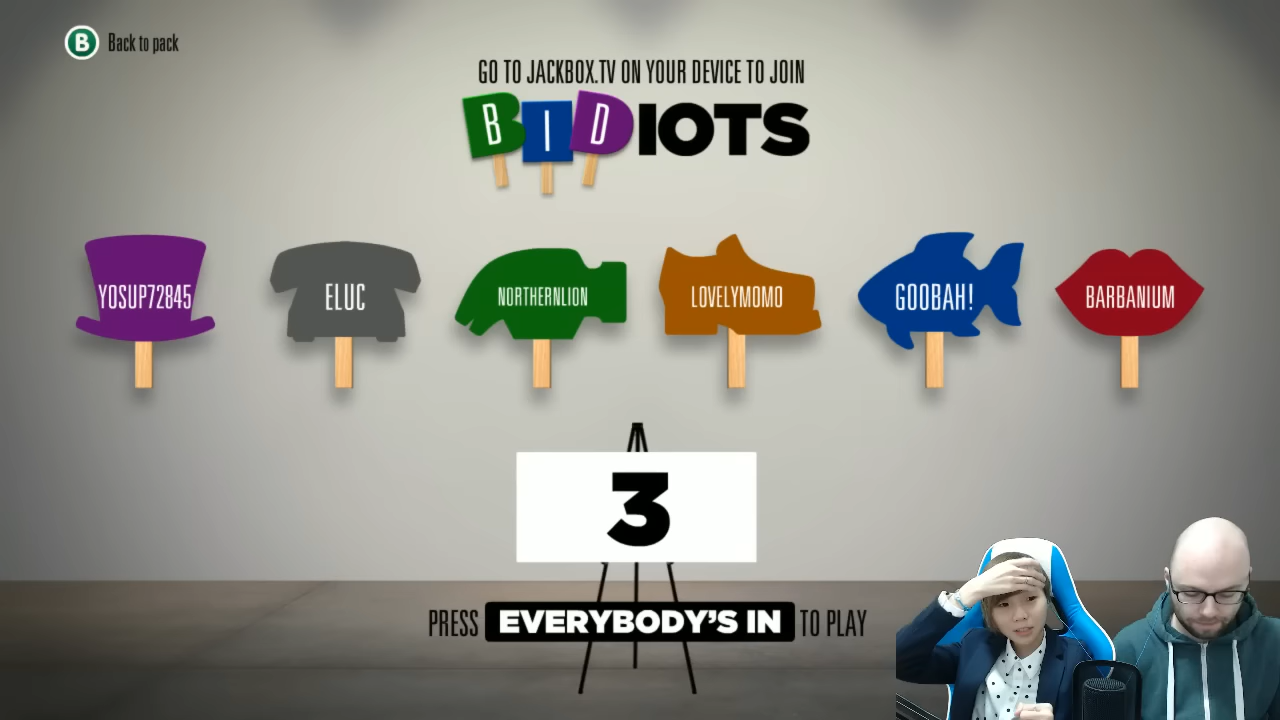 B Back to pack
GO TO JACKBOX.TV ON YOUR DEVICE TO JOIN
BIDIOTS
YOSUP72845 ELUC NORTHERNLION LOVELYMOMO GOOBAH! BARBANIUM
3
PRESS EVERYBODY'S IN TO PLAY